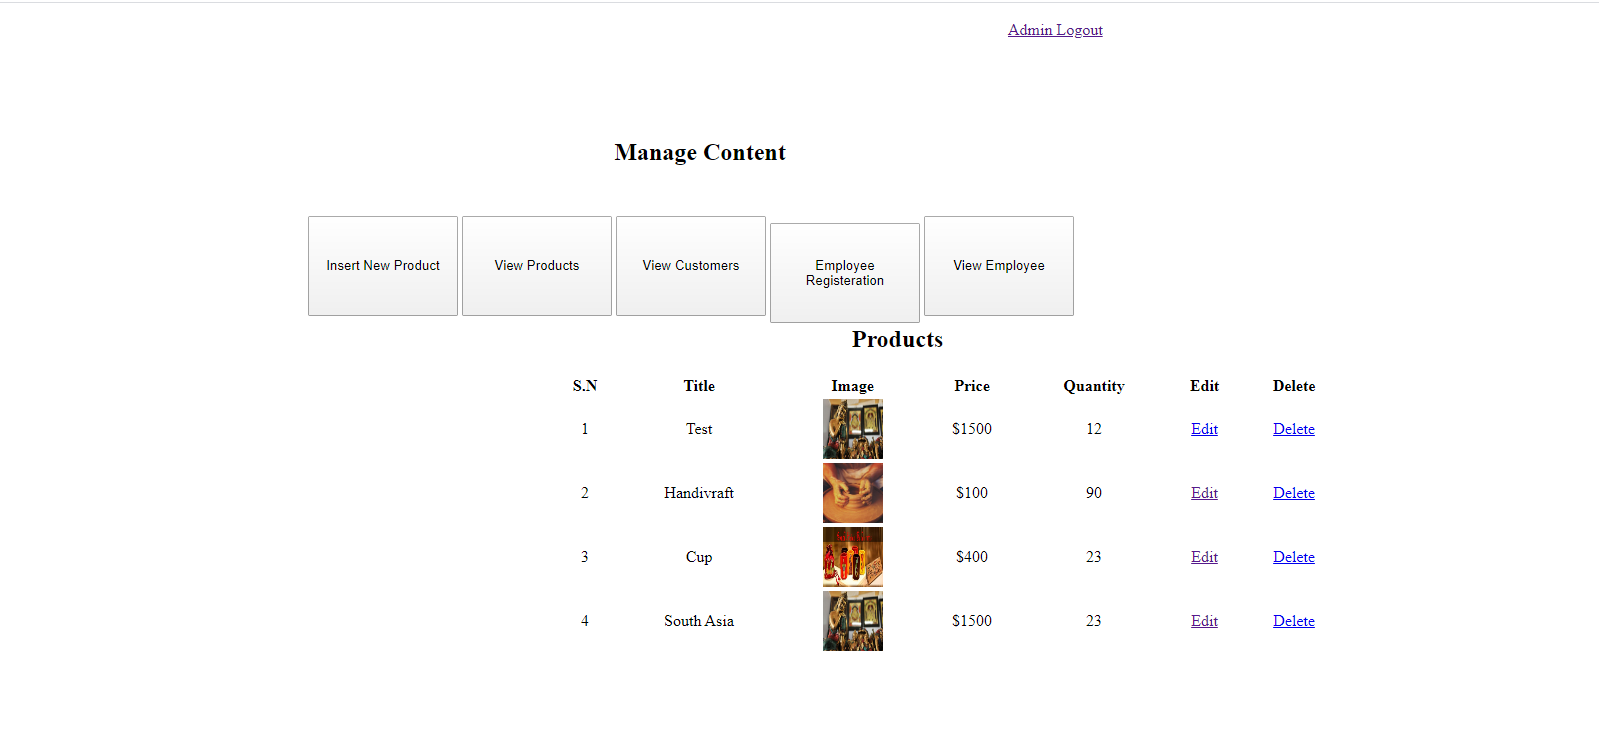 Admin Logout
Manage Content
Insert New Product View Products View Customers Employee Registeration View Employee
Products
S.N Title Image Price Quantity Edit Delete
1 Test $1500 12 Edit Delete
2 Handivraft $100 90 Edit Delete
3 Cup $400 23 Edit Delete
4 South Asia $1500 23 Edit Delete